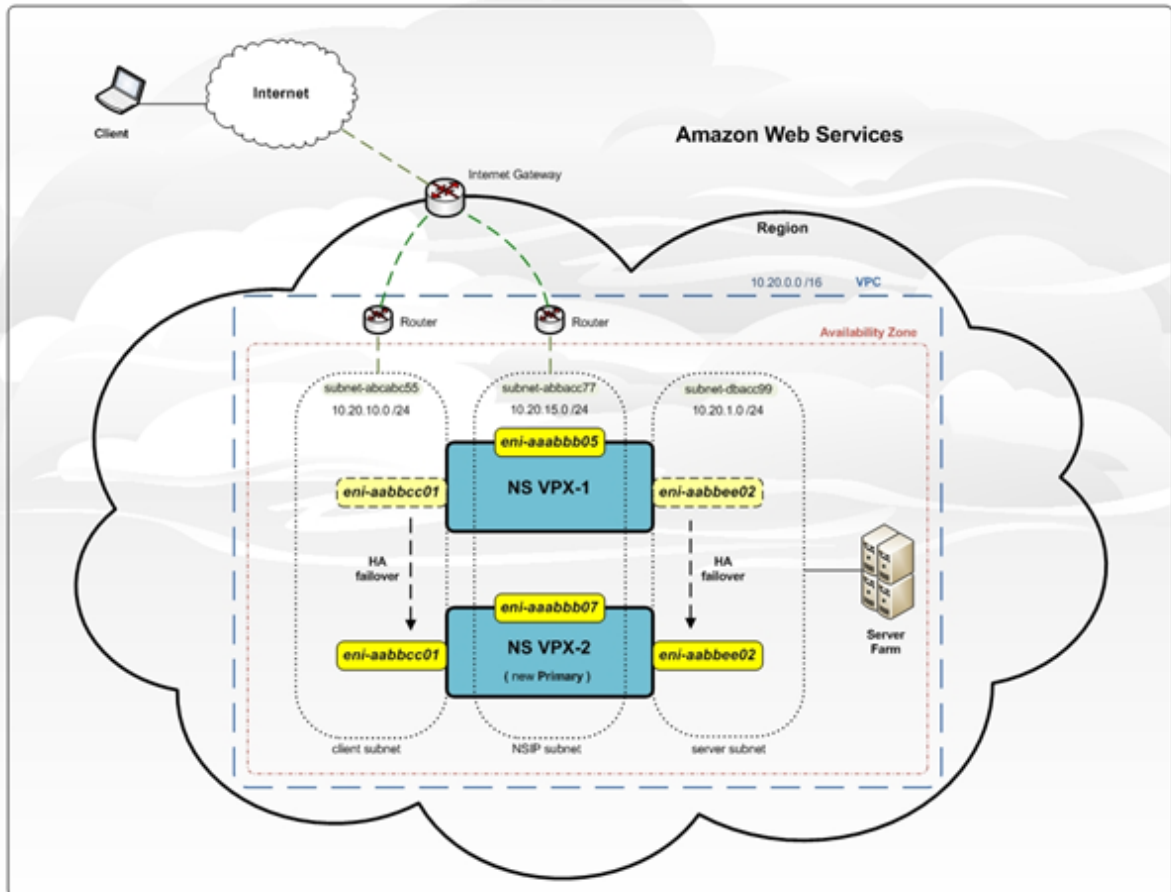 Internet
Client
Amazon Web Services
Internet Gateway
Region
10.20.0.0 /16 VPC
Router
Router
Availability Zone
subnet-abcabc55
10.20.10.0 /24
subnet-abbacc77
10.20.15.0 /24
subnet-dbacc99
10.20.1.0 /24
eni-aaabbb05
eni-aabbcc01
NS VPX-1
eni-aabbee02
HA
failover
HA
failover
eni-aaabbb07
eni-aabbcc01
NS VPX-2
( new Primary )
eni-aabbee02
Server
Farm
client subnet
NSIP subnet
server subnet